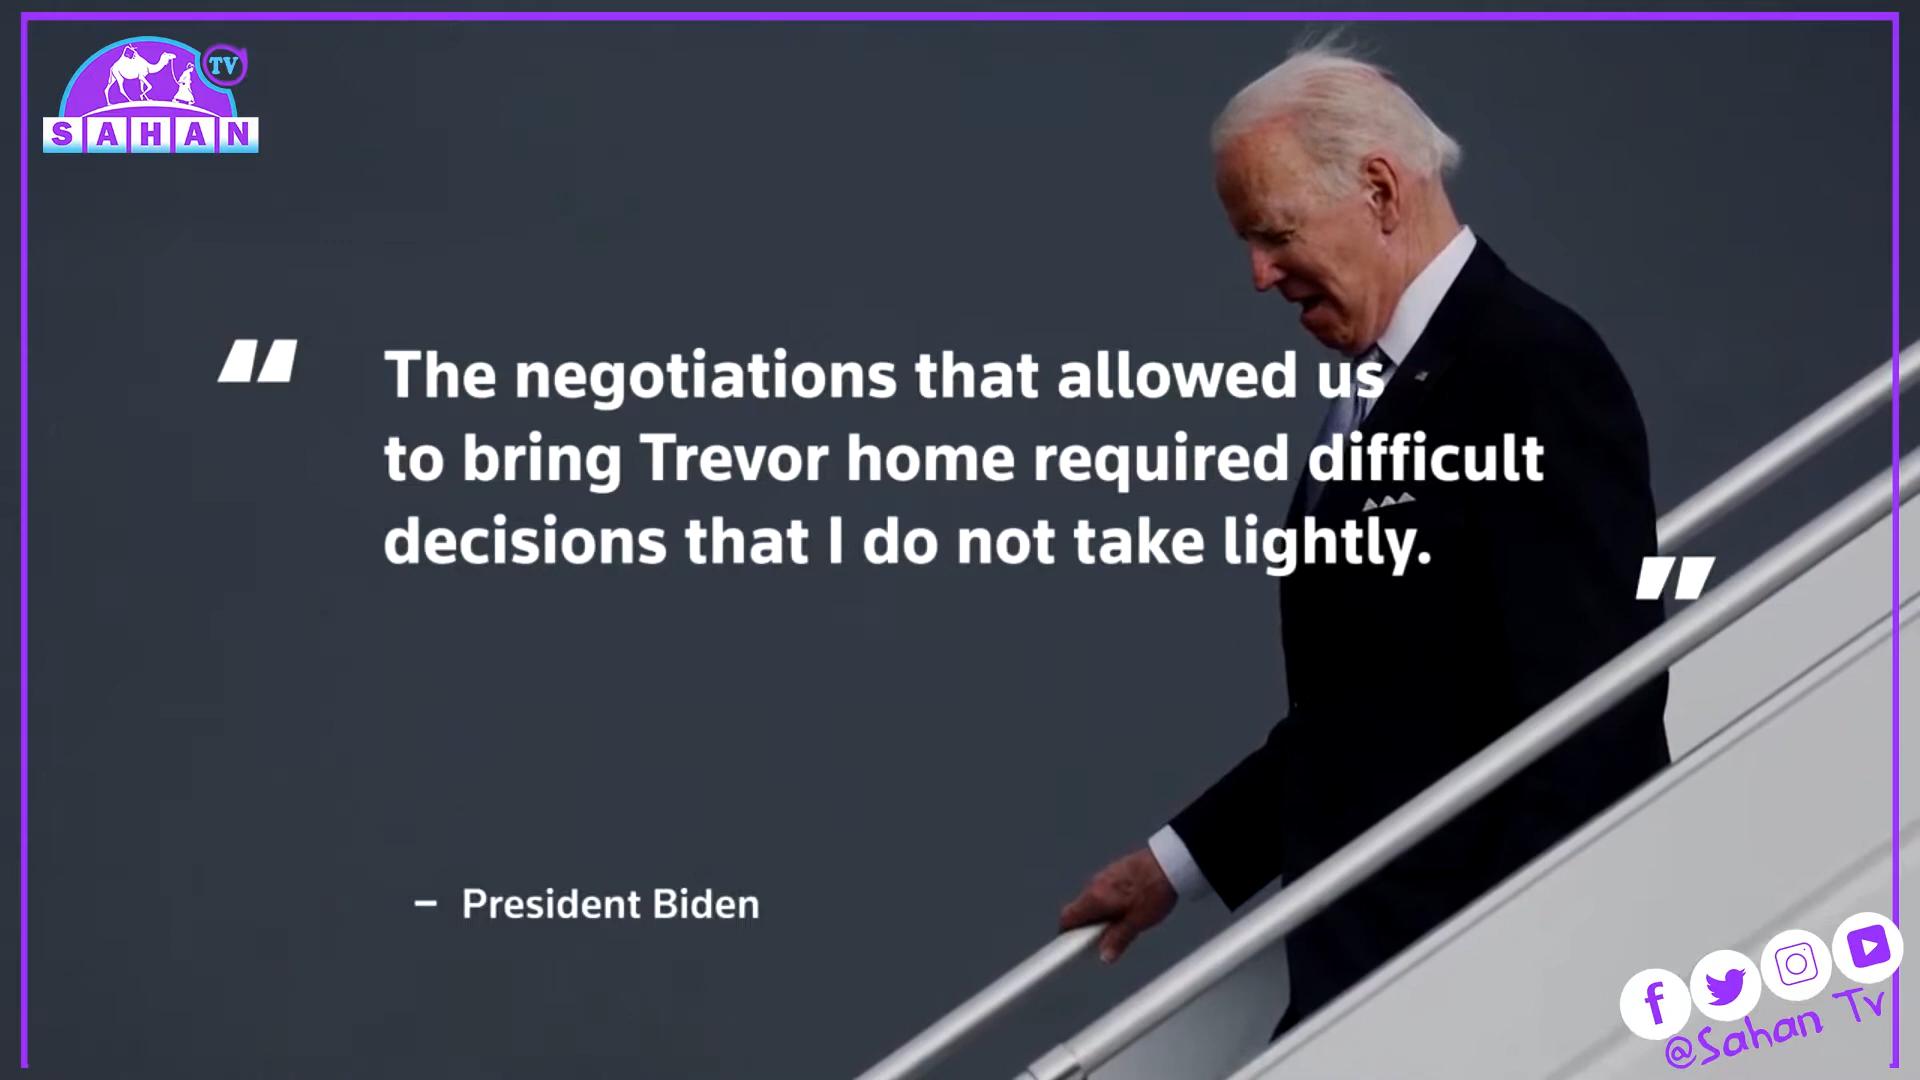 TV
SAHAN
“
The negotiations that allowed us
to bring Trevor home required difficult
decisions that I do not take lightly.
”
– President Biden
@Sahan Tv